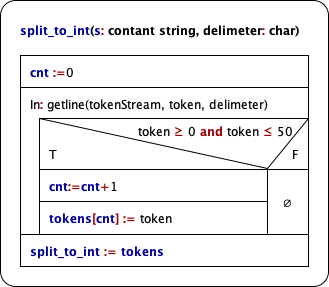 split_to_int(s: contant string, delimeter: char)
cnt :=0
In: getline(tokenStream, token, delimeter)
token ≥ 0 and token ≤ 50
T
F
cnt:=cnt+1
∅
tokens[cnt] := token
split_to_int := tokens